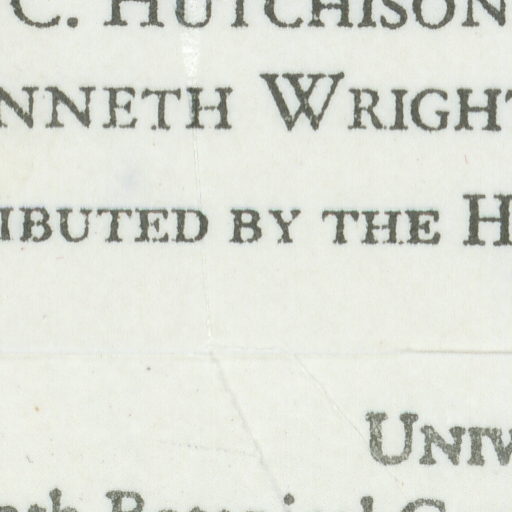 C. HUTCHISON
NNETH WRIGHT
IBUTED BY THE H
UNIV